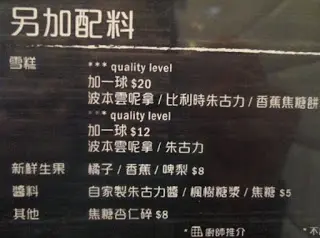 另加配料
雪糕 *** quality level
加一球 $20
波本雲呢拿 / 比利時朱古力 / 香蕉焦糖餅
*** quality level
加一球 $12
波本雲呢拿 / 朱古力
新鮮生果 橘子 / 香蕉 / 啤梨 $8
醬料 自家製朱古力醬 / 楓樹糖漿 / 焦糖 $5
其他 焦糖杏仁碎 $8
* 廚師推介 * 不